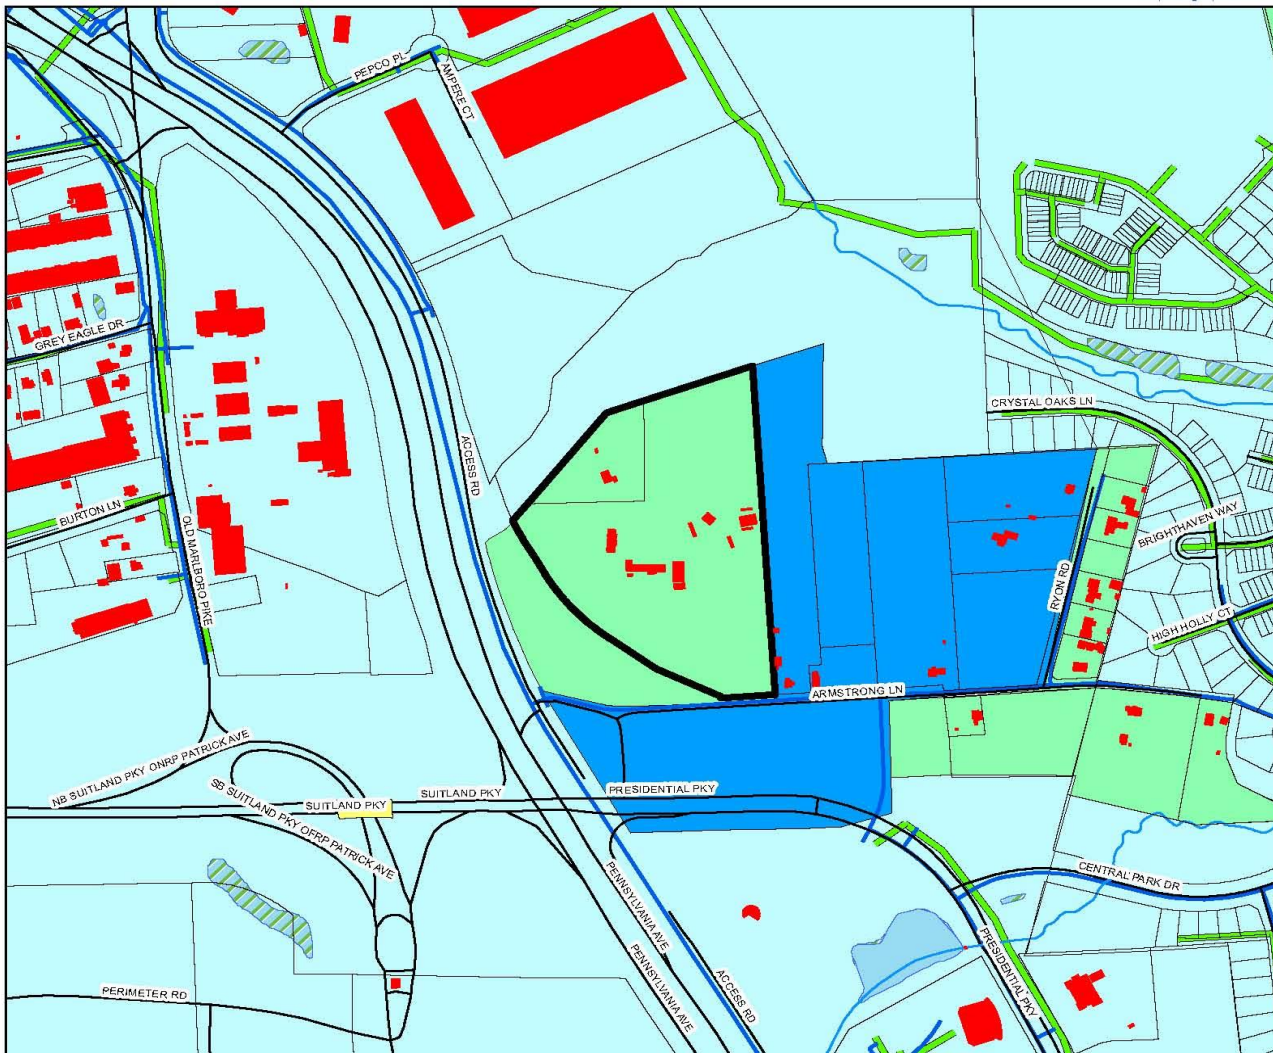 PEPCO PL
AMPERE CT
GREY EAGLE DR
CRYSTAL OAKS LN
ACCESS RD
BURTON LN
OLD MARLBORO PIKE
BRIGHTHAVEN WAY
RYON RD
HIGH HOLLY CT
ARMSTRONG LN
NB SUITLAND PKY ONRP PATRICK AVE
SB SUITLAND PKY OFRP PATRICK AVE
SUITLAND PKY
SUITLAND PKY
PRESIDENTIAL PKY
CENTRAL PARK DR
PENNSYLVANIA AVE
PENNSYLVANIA AVE
PRESIDENTIAL PKY
ACCESS RD
PERIMETER RD